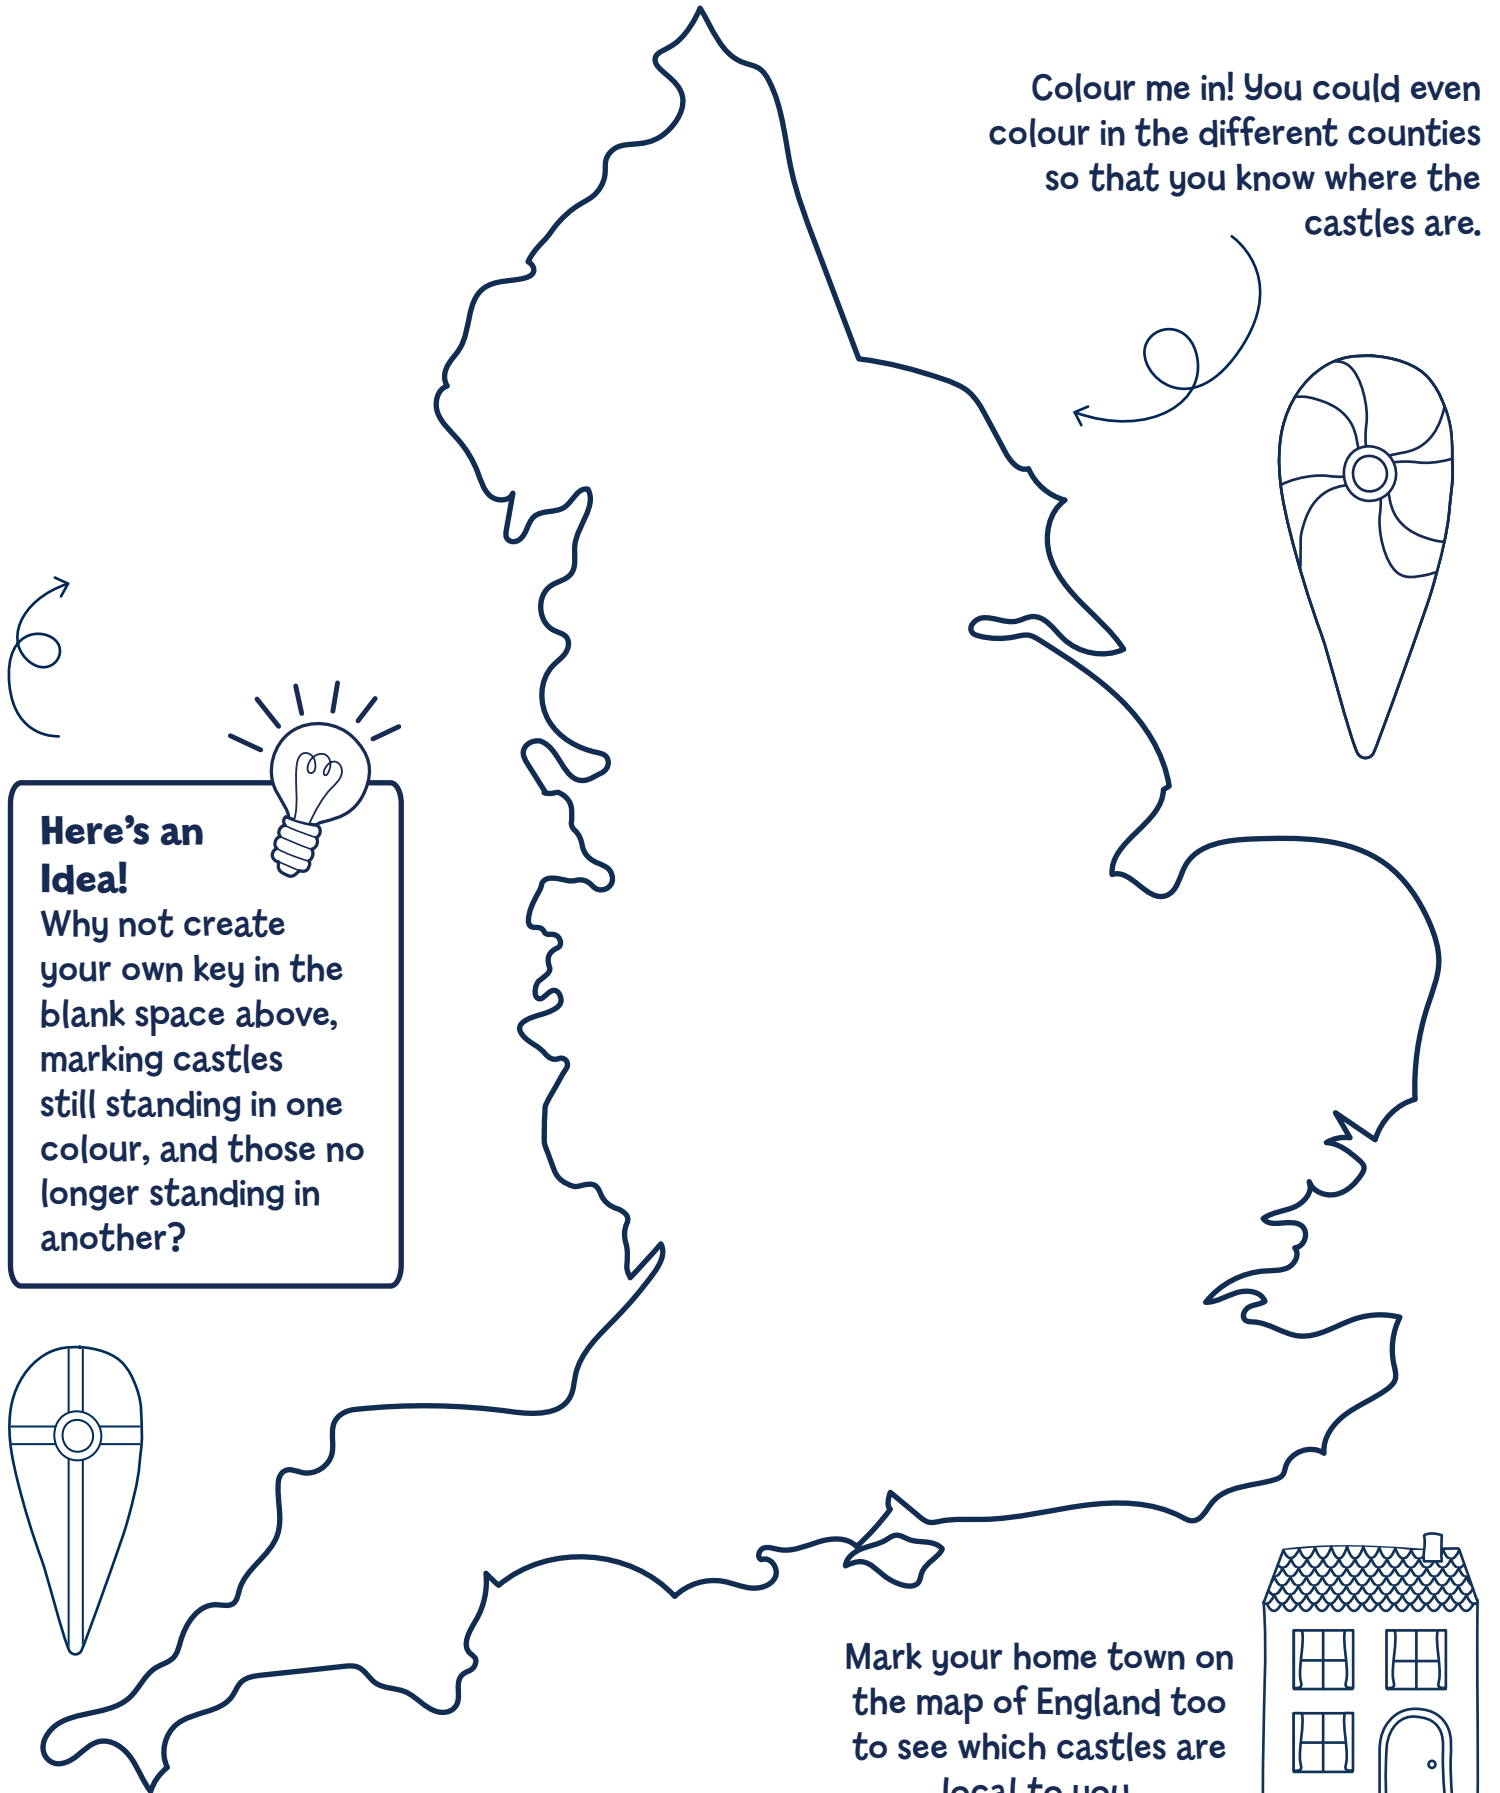 Colour me in! You could even
colour in the different counties
so that you know where the
castles are.
Here's an
Idea!
Why not create
your own key in the
blank space above,
marking castles
still standing in one
colour, and those no
longer standing in
another?
Mark your home town on
the map of England too
to see which castles are
local to you